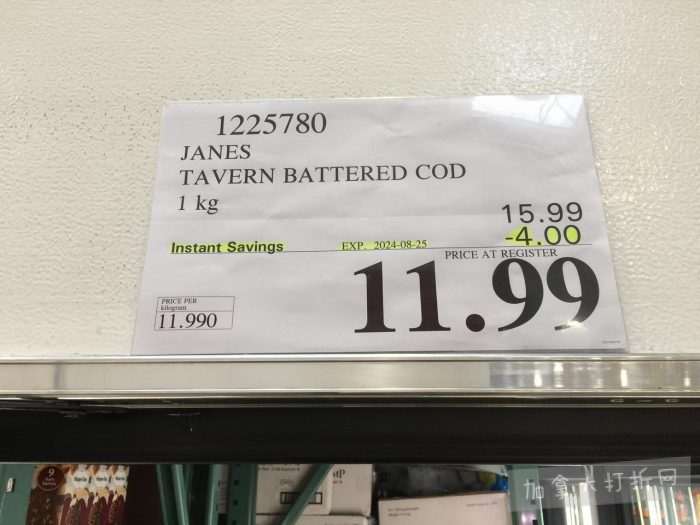 1225780
JANES
TAVERN BATTERED COD
1 kg
15.99
Instant Savings EXP. 2024-08-25 -4.00
PRICE AT REGISTER
11.99
PRICE PER
kilogram
11.990
9
加拿大打折网